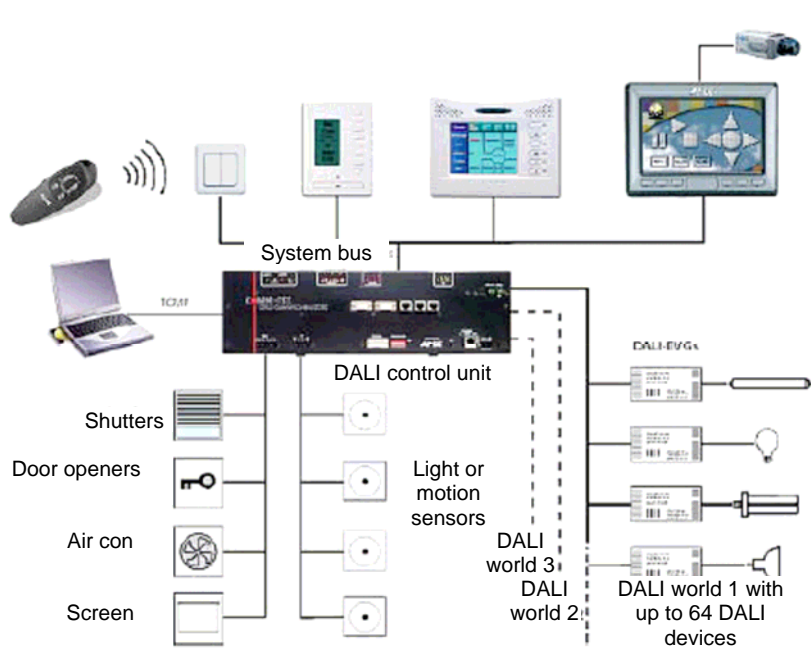 System bus
TCP/IP
DALI control unit
DALI-EVGs
Shutters
Door openers
Air con
Screen
Light or
motion
sensors
DALI
world 3
DALI
world 2
DALI world 1 with
up to 64 DALI
devices